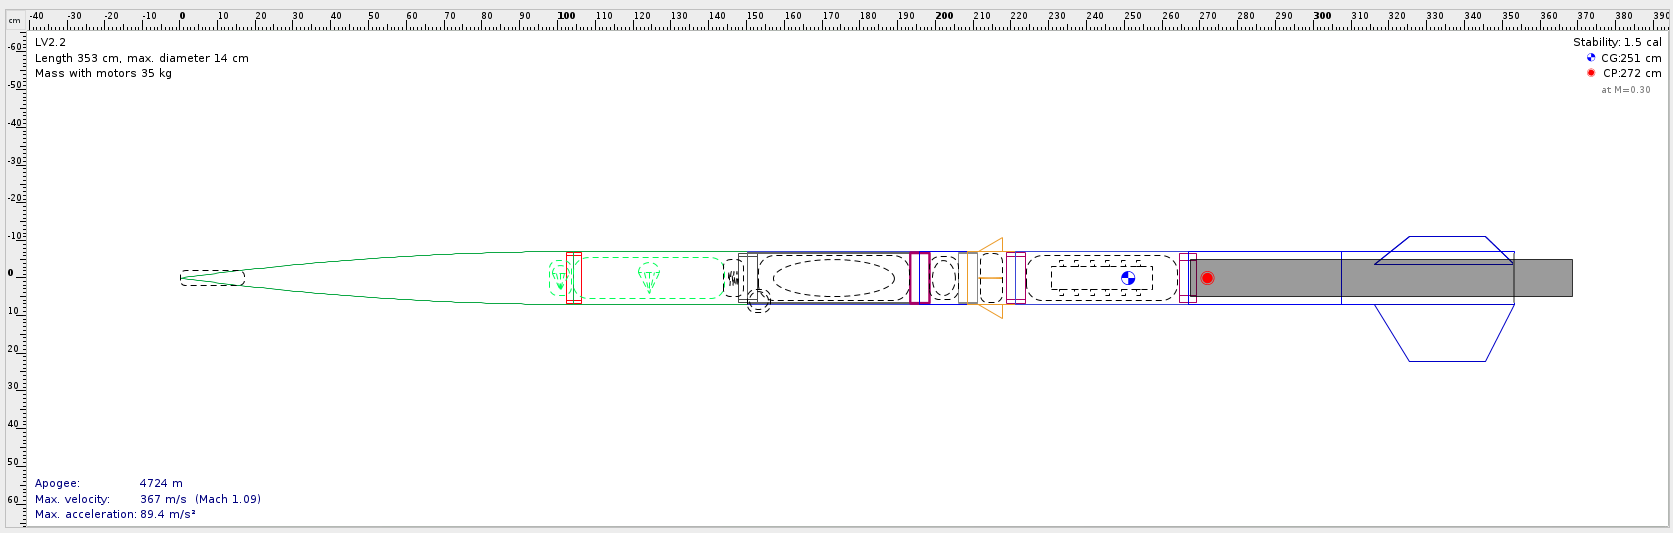 cm -40 -30 -20 -10 0 10 20 30 40 50 60 70 80 90 100 110 120 130 140 150 160 170 180 190 200 210 220 230 240 250 260 270 280 290 300 310 320 330 340 350 360 370 380 390
-60
-50
-40
-30
-20
-10
0
10
20
30
40
50
60
LV2.2
Length 353 cm, max. diameter 14 cm
Mass with motors 35 kg
Stability: 1.5 cal
CG:251 cm
CP:272 cm
at M=0.30
Apogee: 4724 m
Max. velocity: 367 m/s (Mach 1.09)
Max. acceleration: 89.4 m/s²